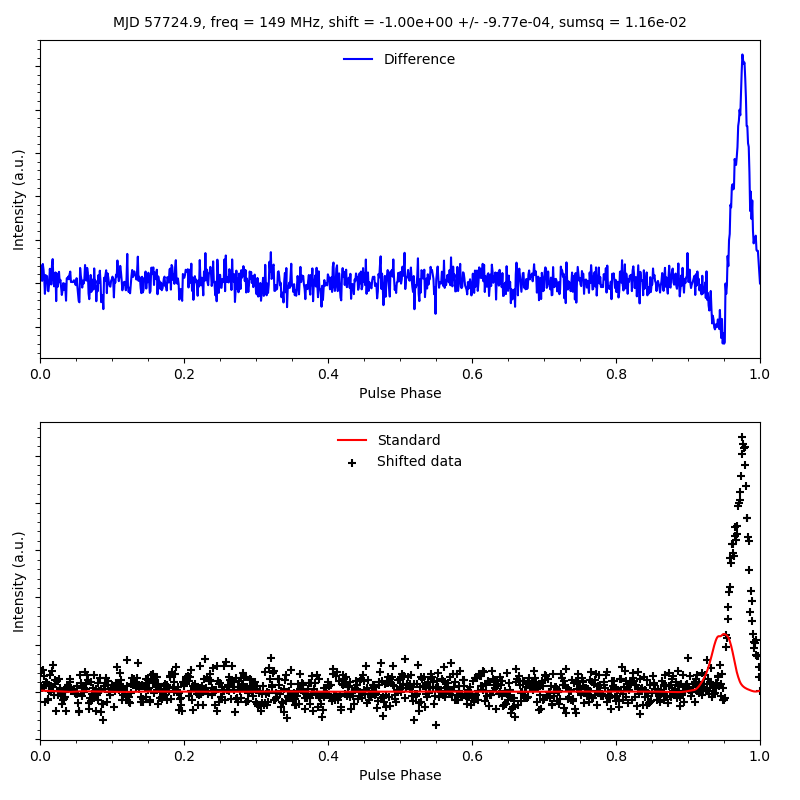 MJD 57724.9, freq = 149 MHz, shift = -1.00e+00 +/- -9.77e-04, sumsq = 1.16e-02
Difference
Intensity (a.u.)
0.0 0.2 0.4 0.6 0.8 1.0
Pulse Phase
Standard
Shifted data
Intensity (a.u.)
0.0 0.2 0.4 0.6 0.8 1.0
Pulse Phase